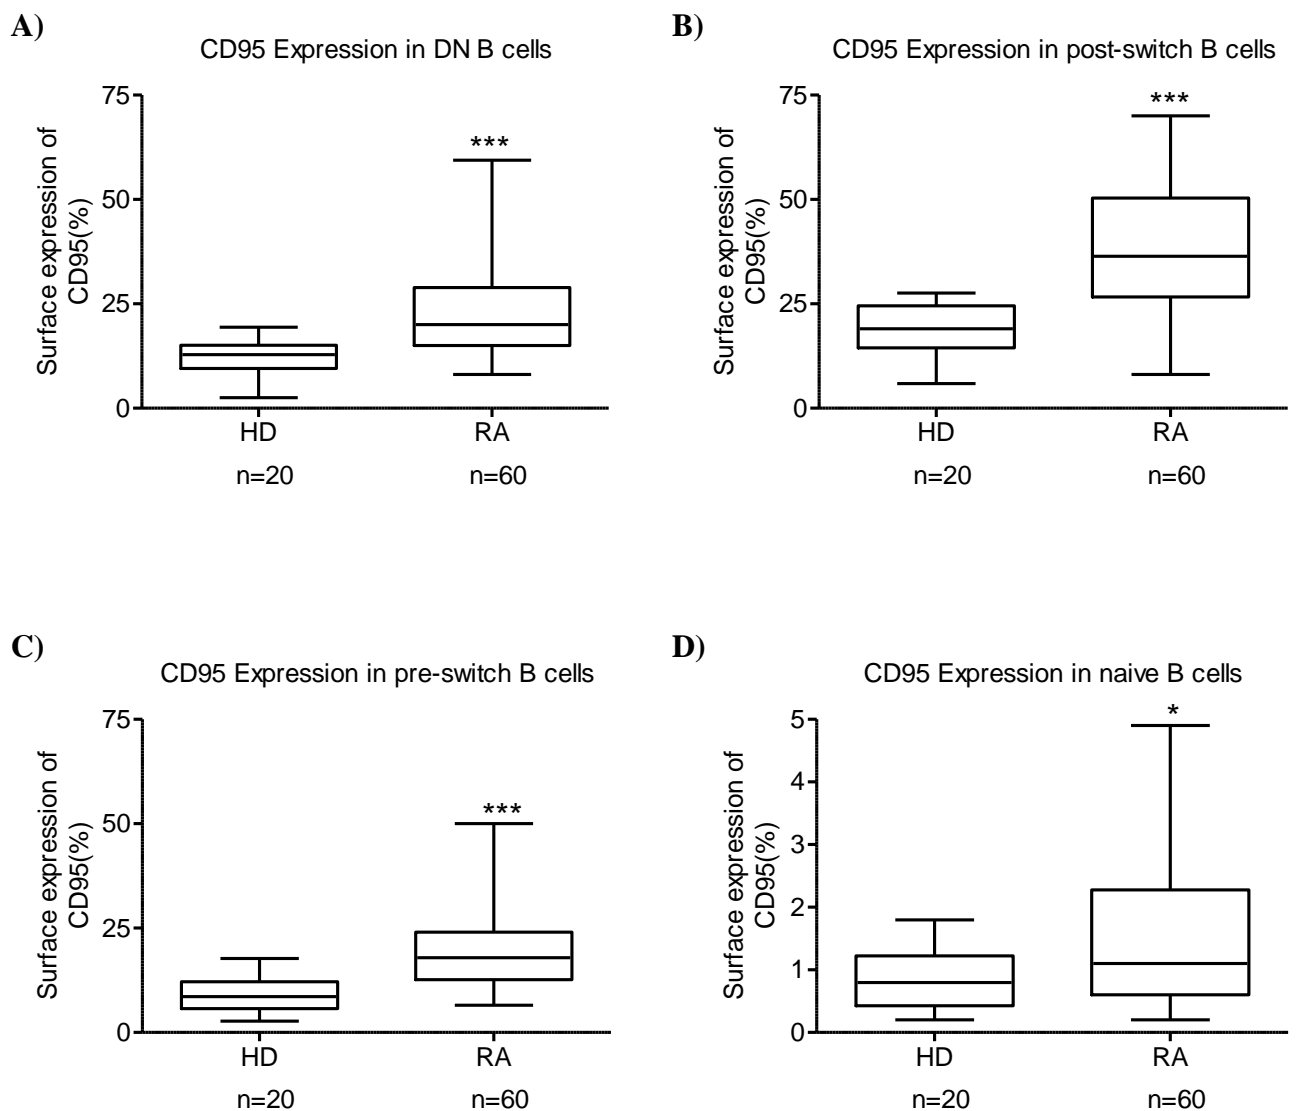 A)
CD95 Expression in DN B cells
Surface expression of
CD95(%)
75
50
25
0
***
HD
RA
n=20
n=60
B)
CD95 Expression in post-switch B cells
Surface expression of
CD95(%)
75
50
25
0
***
HD
RA
n=20
n=60
C)
CD95 Expression in pre-switch B cells
Surface expression of
CD95(%)
75
50
25
0
***
HD
RA
n=20
n=60
D)
CD95 Expression in naive B cells
Surface expression of
CD95(%)
5
4
3
2
1
0
*
HD
RA
n=20
n=60